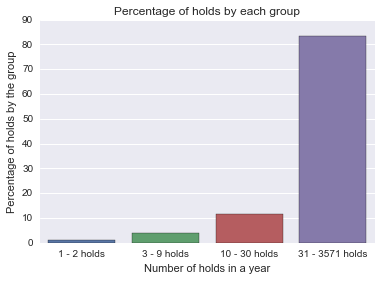 Percentage of holds by each group
Percentage of holds by the group
90
80
70
60
50
40
30
20
10
0
1 - 2 holds
3 - 9 holds
10 - 30 holds
31 - 3571 holds
Number of holds in a year